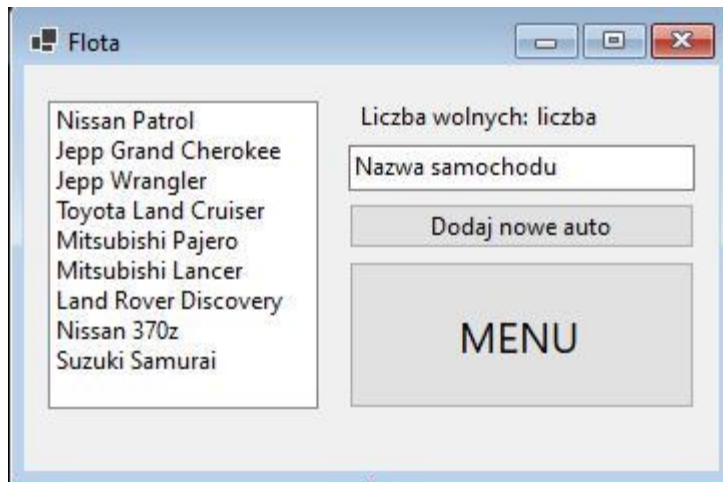 Flota
Nissan Patrol
Jepp Grand Cherokee
Jepp Wrangler
Toyota Land Cruiser
Mitsubishi Pajero
Mitsubishi Lancer
Land Rover Discovery
Nissan 370z
Suzuki Samurai
Liczba wolnych: liczba
Nazwa samochodu
Dodaj nowe auto
MENU